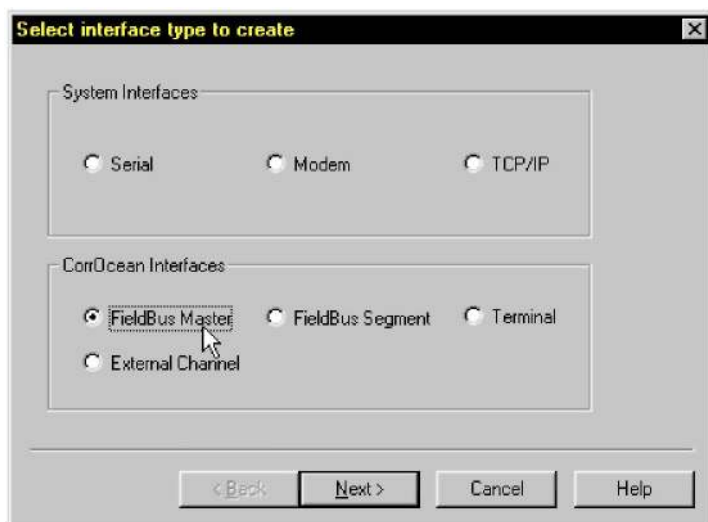 Select interface type to create
System Interfaces
Serial Modem TCP/IP
CorrOcean Interfaces
FieldBus Master FieldBus Segment Terminal
External Channel
< Back Next > Cancel Help